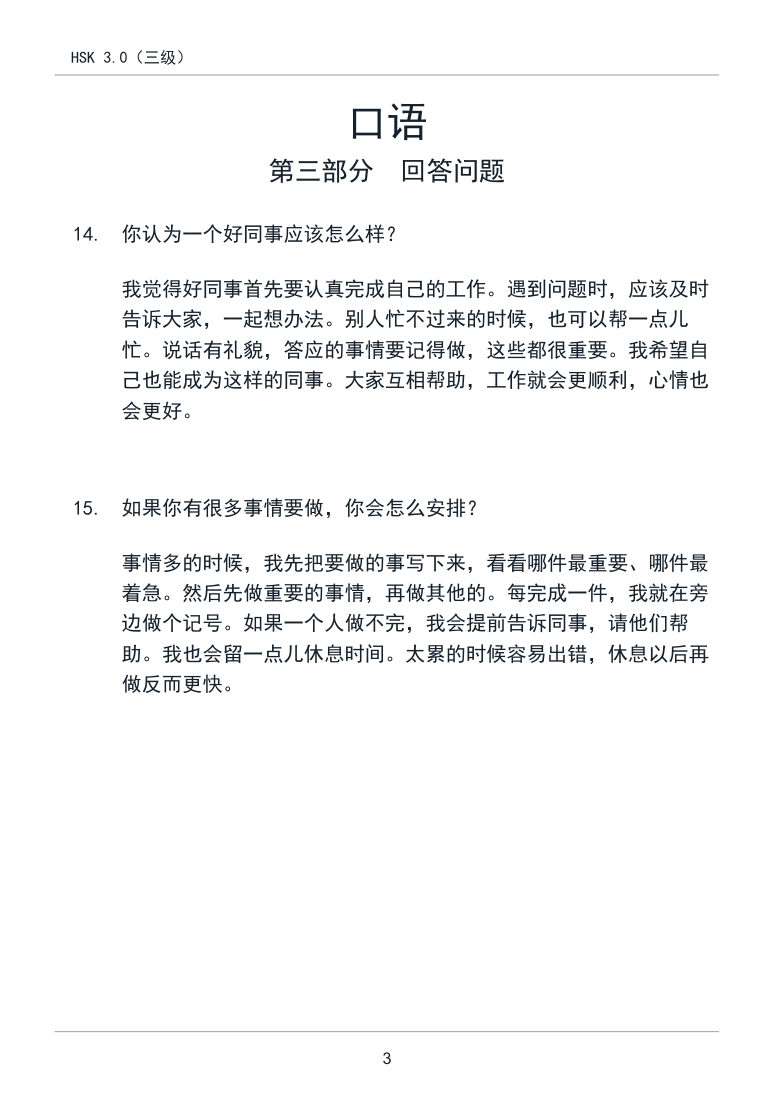 HSK 3.0（三级）
口语
第三部分　回答问题
14. 你认为一个好同事应该怎么样？
我觉得好同事首先要认真完成自己的工作。遇到问题时，应该及时
告诉大家，一起想办法。别人忙不过来的时候，也可以帮一点儿
忙。说话有礼貌，答应的事情要记得做，这些都很重要。我希望自
己也能成为这样的同事。大家互相帮助，工作就会更顺利，心情也
会更好。
15. 如果你有很多事情要做，你会怎么安排？
事情多的时候，我先把要做的事写下来，看看哪件最重要、哪件最
着急。然后先做重要的事情，再做其他的。每完成一件，我就在旁
边做个记号。如果一个人做不完，我会提前告诉同事，请他们帮
助。我也会留一点儿休息时间。太累的时候容易出错，休息以后再
做反而更快。
3